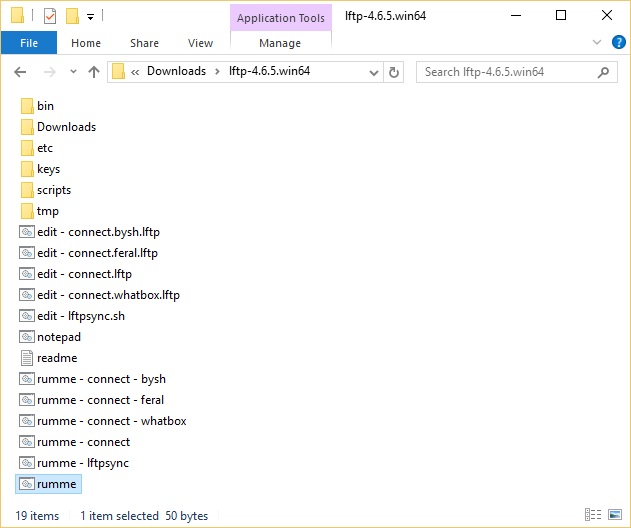 Application Tools
lftp-4.6.5.win64
File
Home
Share
View
Manage
?
« Downloads > lftp-4.6.5.win64
Search lftp-4.6.5.win64
bin
Downloads
etc
keys
scripts
tmp
edit - connect.bysh.lftp
edit - connect.feral.lftp
edit - connect.lftp
edit - connect.whatbox.lftp
edit - lftpsync.sh
notepad
readme
rumme - connect - bysh
rumme - connect - feral
rumme - connect - whatbox
rumme - connect
rumme - lftpsync
rumme
19 items
1 item selected 50 bytes